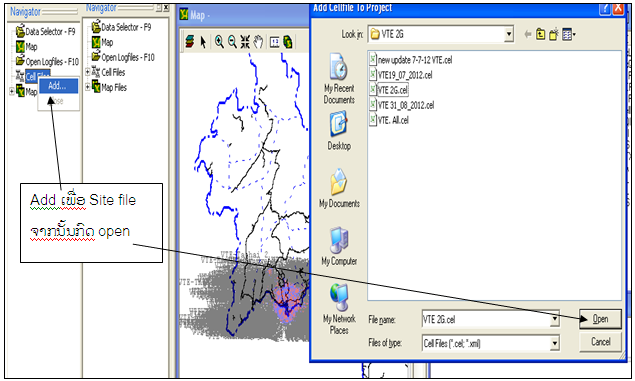 Navigator
Data Selector - F9
Map
Open Logfiles - F10
Cell Files
Add...
Map
Navigator
Data Selector - F9
Map
Open Logfiles - F10
Cell Files
Map Files
Map -
Add Cellfile To Project
Look in:
VTE 2G
new update 7-7-12 VTE.cel
VTE19_07_2012.cel
VTE 2G.cel
VTE 31_08_2012.cel
VTE. All.cel
My Recent
Documents
Desktop
My Documents
My Computer
My Network
Places
File name:
VTE 2G.cel
Open
Files of type:
Cell Files (*.cel; *.xml)
Cancel
Add ເພື່ອ Site file
ຈາກນັ້ນກົດ open